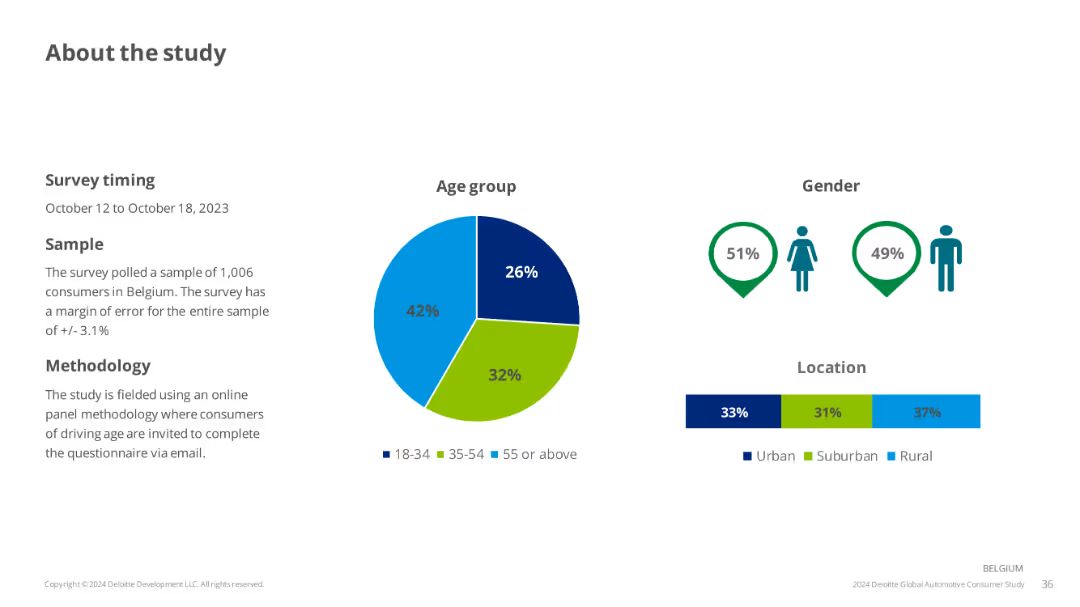 About the study
Survey timing
October 12 to October 18, 2023
Sample
The survey polled a sample of 1,006
consumers in Belgium. The survey has
a margin of error for the entire sample
of +/- 3.1%
Methodology
The study is fielded using an online
panel methodology where consumers
of driving age are invited to complete
the questionnaire via email.
Age group
26%
42%
32%
18-34 35-54 55 or above
Gender
51% 49%
Location
33% 31% 37%
Urban Suburban Rural
BELGIUM
Copyright © 2024 Deloitte Development LLC. All rights reserved.
2024 Deloitte Global Automotive Consumer Study 36